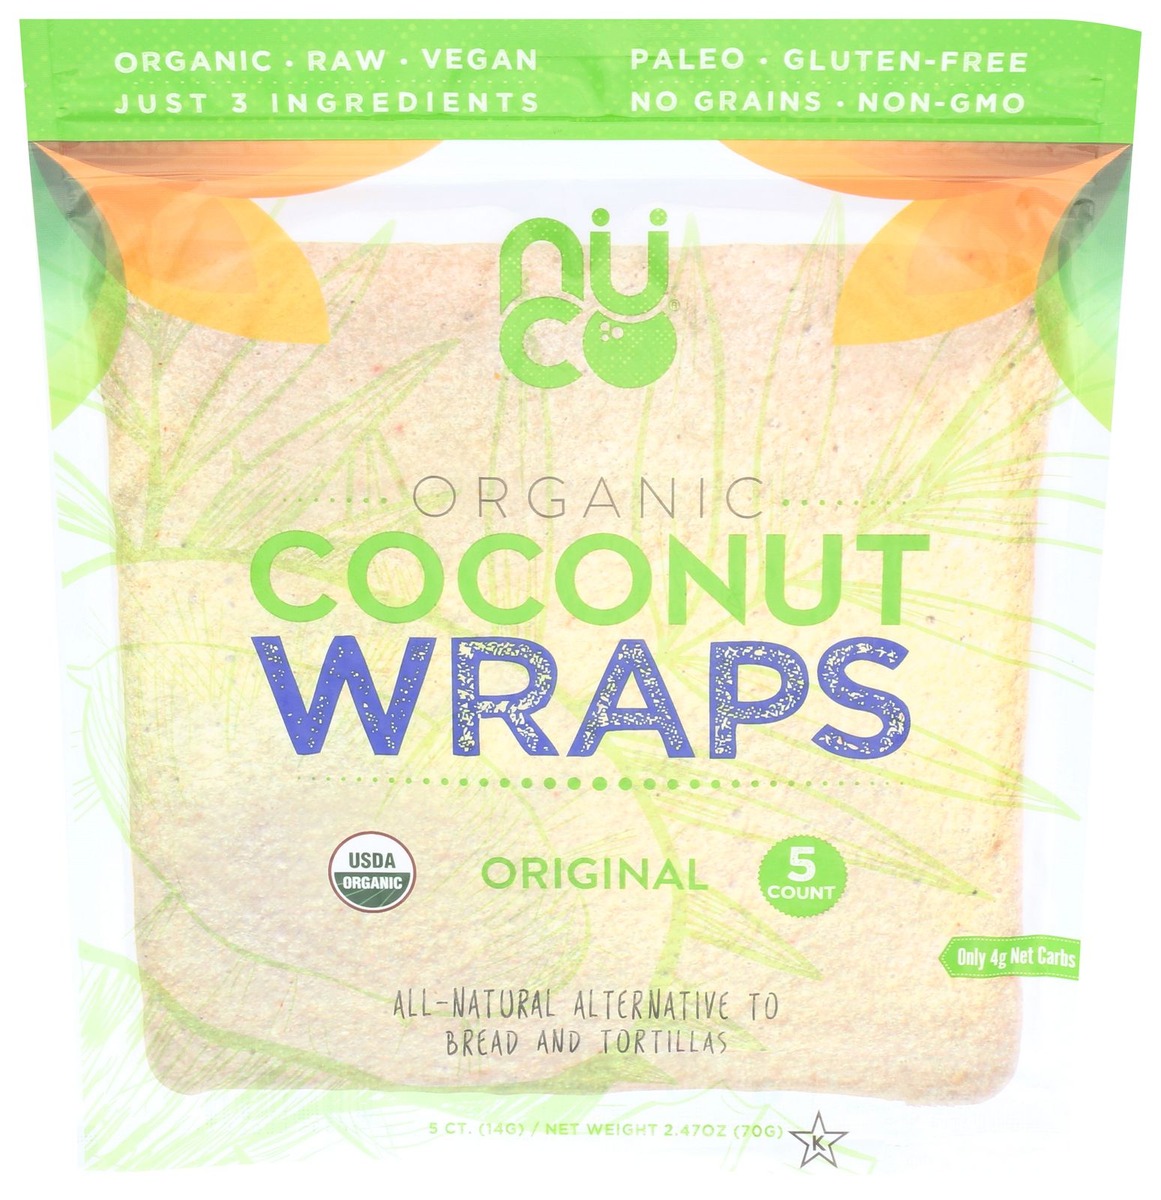 ORGANIC · RAW · VEGAN
JUST 3 INGREDIENTS
PALEO · GLUTEN-FREE
NO GRAINS · NON-GMO
nü
co®
ORGANIC
COCONUT
WRAPS
USDA
ORGANIC
ORIGINAL
5
COUNT
Only 4g Net Carbs
ALL-NATURAL ALTERNATIVE TO
BREAD AND TORTILLAS
5 CT. (14G) / NET WEIGHT 2.47OZ (70G)
K